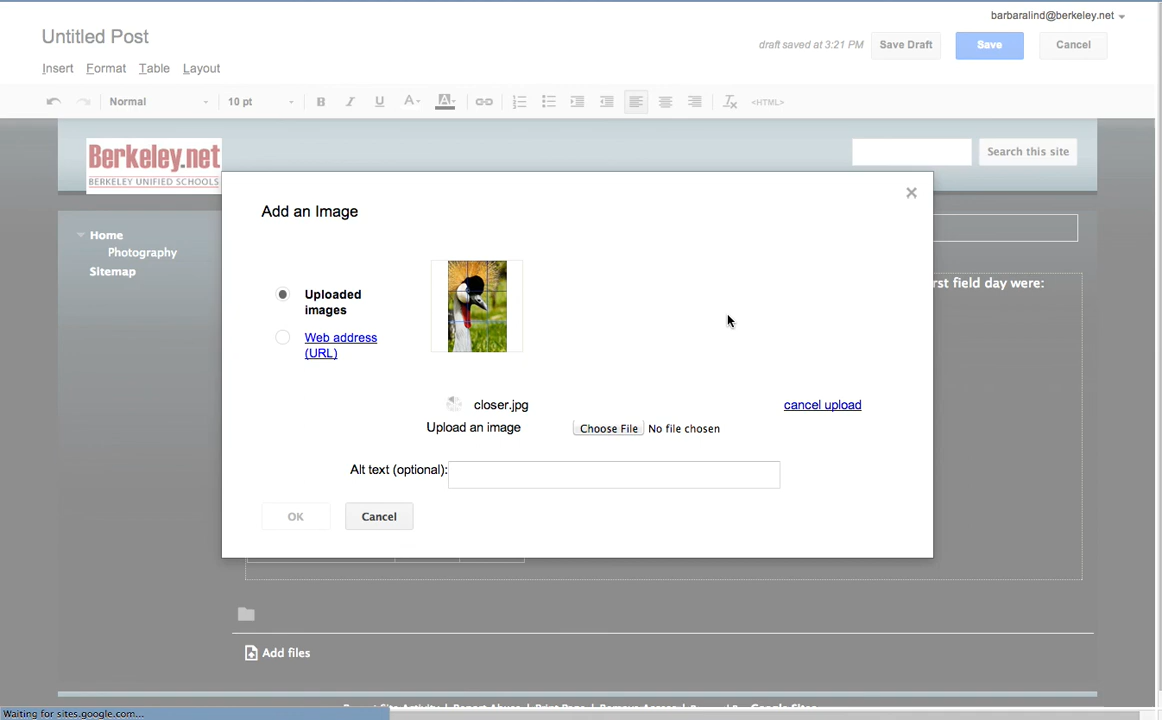 barbaralind@berkeley.net
Untitled Post
draft saved at 3:21 PM
Save Draft
Save
Cancel
Insert Format Table Layout
Normal
10 pt
B I U A A
<HTML>
Berkeley.net
BERKELEY UNIFIED SCHOOLS
Search this site
Add an Image
Home
Photography
Sitemap
rst field day were:
Uploaded
images
Web address
(URL)
closer.jpg
cancel upload
Upload an image
Choose File No file chosen
Alt text (optional):
OK
Cancel
Add files
Waiting for sites.google.com...